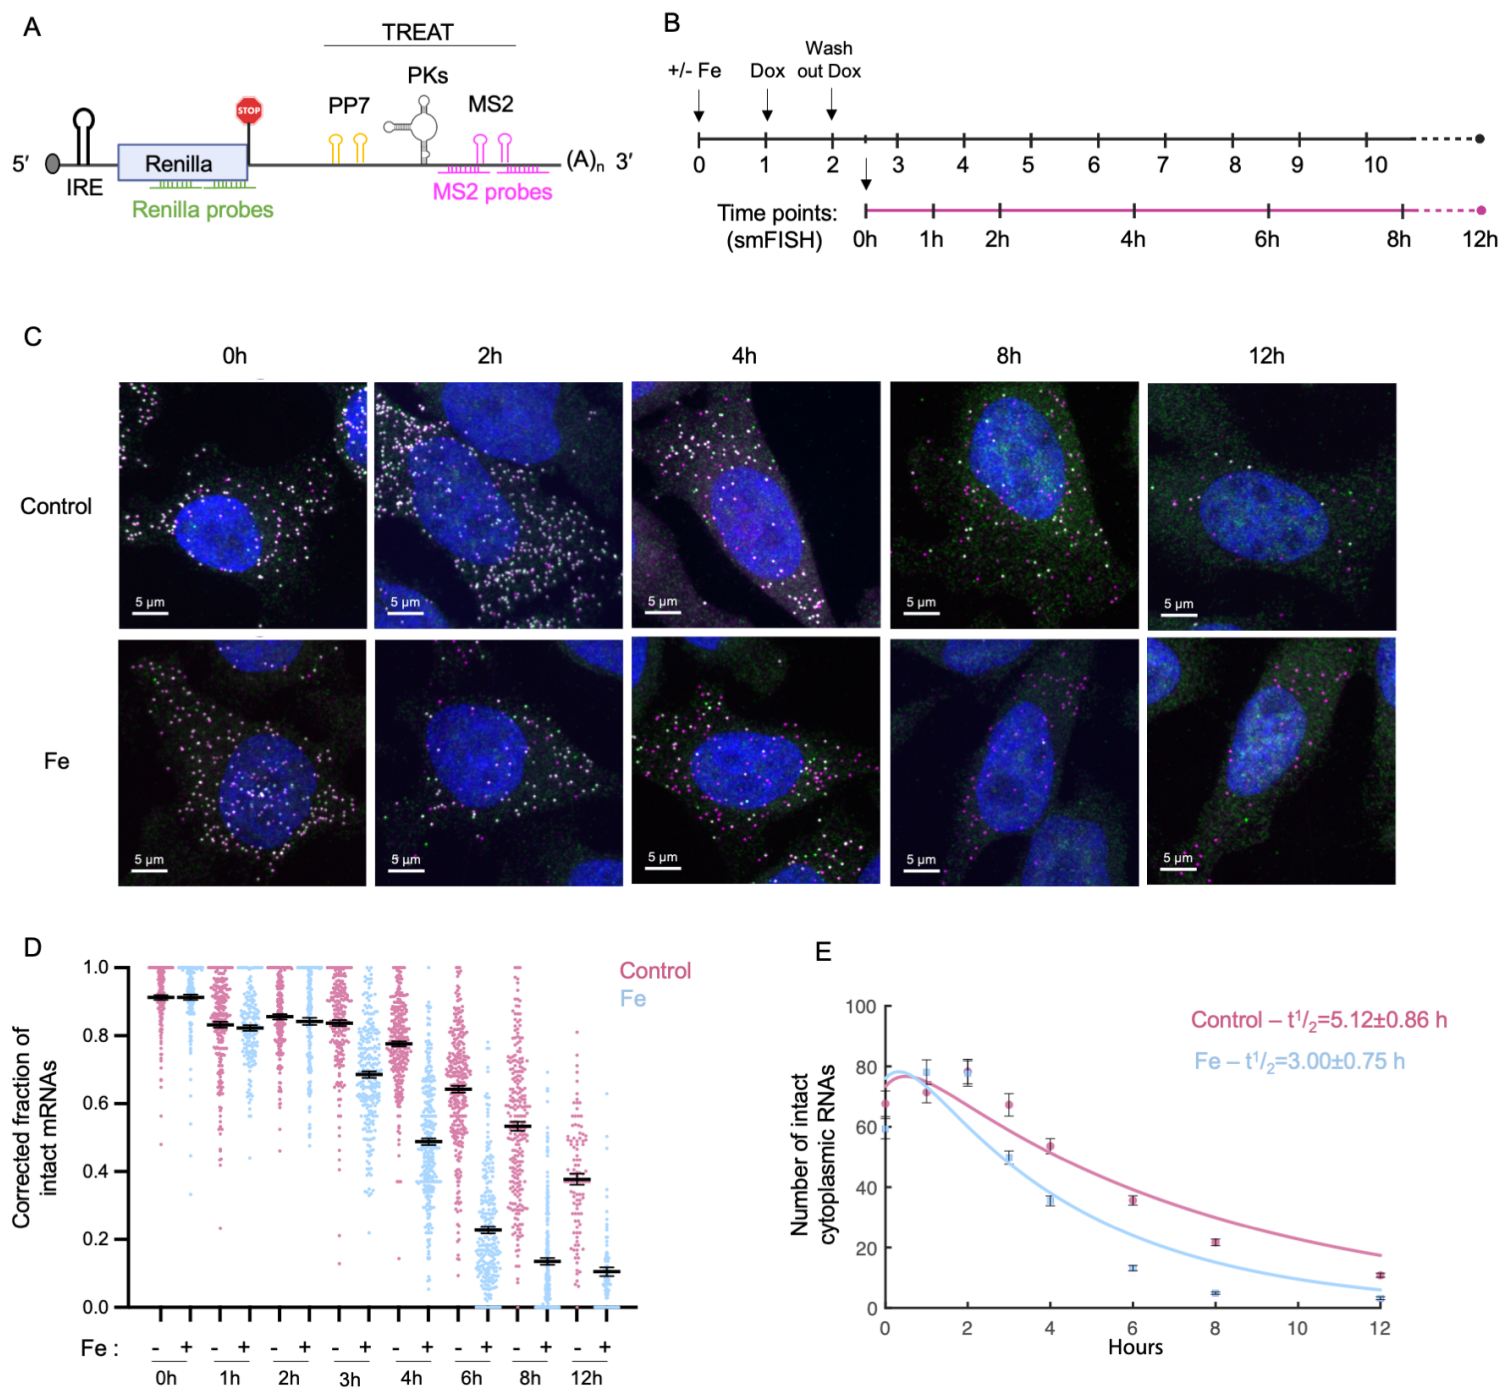 A
TREAT
PKs
PP7
MS2
STOP
5′
Renilla
(A)n 3′
IRE
MS2 probes
Renilla probes
B
Wash
+/- Fe Dox out Dox
0 1 2 3 4 5 6 7 8 9 10
Time points:
(smFISH)
0h 1h 2h 4h 6h 8h 12h
C
0h 2h 4h 8h 12h
Control
5 µm 5 µm 5 µm 5 µm 5 µm
Fe
5 µm 5 µm 5 µm 5 µm 5 µm
D
Control
Fe
Corrected fraction of
intact mRNAs
1.0
0.8
0.6
0.4
0.2
0.0
Fe : - + - + - + - + - + - + - + - +
0h 1h 2h 3h 4h 6h 8h 12h
E
Control – t1/2=5.12±0.86 h
Fe – t1/2=3.00±0.75 h
Number of intact
cytoplasmic RNAs
100
80
60
40
20
0
0 2 4 6 8 10 12
Hours